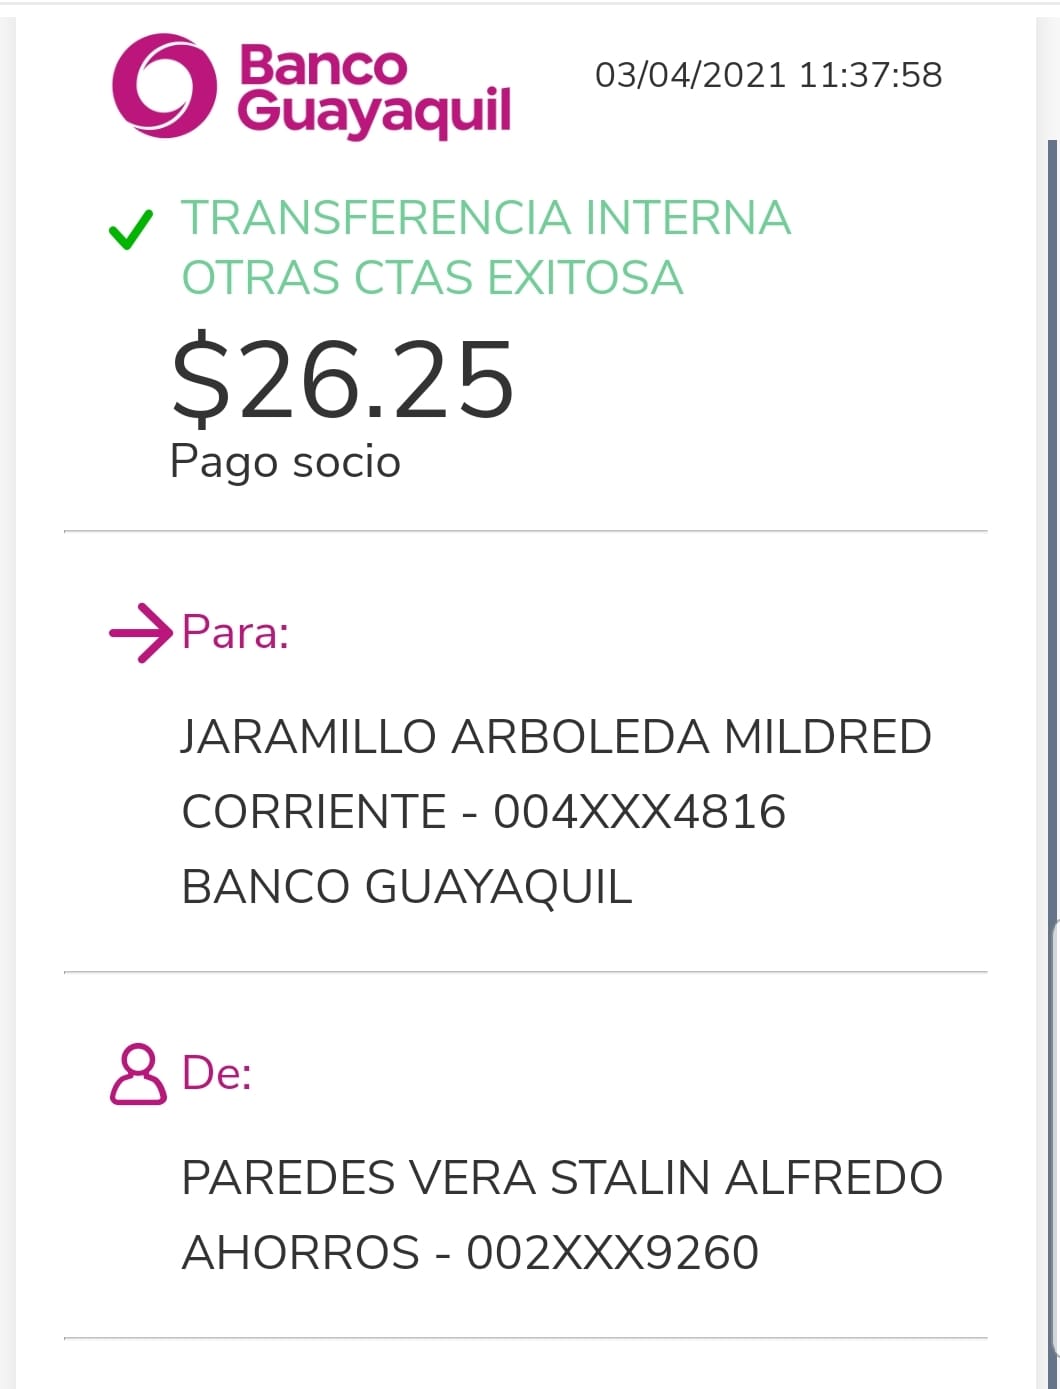 Banco
Guayaquil
03/04/2021 11:37:58
TRANSFERENCIA INTERNA
OTRAS CTAS EXITOSA
$26.25
Pago socio
Para:
JARAMILLO ARBOLEDA MILDRED
CORRIENTE - 004XXX4816
BANCO GUAYAQUIL
De:
PAREDES VERA STALIN ALFREDO
AHORROS - 002XXX9260